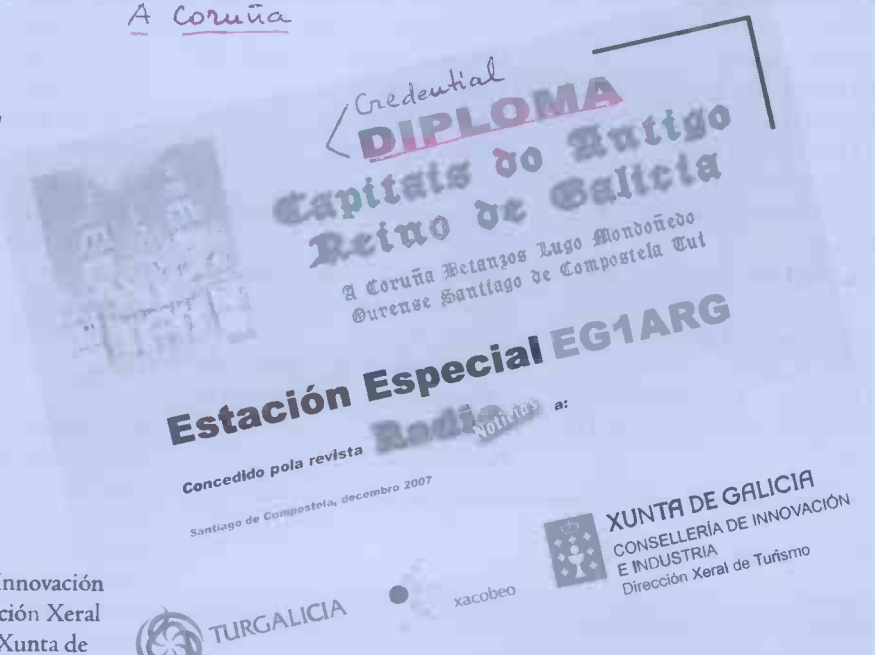 A Coruña
Credential
DIPLOMA
Capitais do Antigo
Reino de Galicia
A Coruña Betanzos Lugo Mondoñedo
Ourense Santiago de Compostela Tui
Estación Especial EG1ARG
Concedido pola revista Radio Noticias a:
Santiago de Compostela, decembro 2007
XUNTA DE GALICIA
CONSELLERÍA DE INNOVACIÓN
E INDUSTRIA
Dirección Xeral de Turismo
TURGALICIA
xacobeo
nnovación
ción Xeral
Xunta de